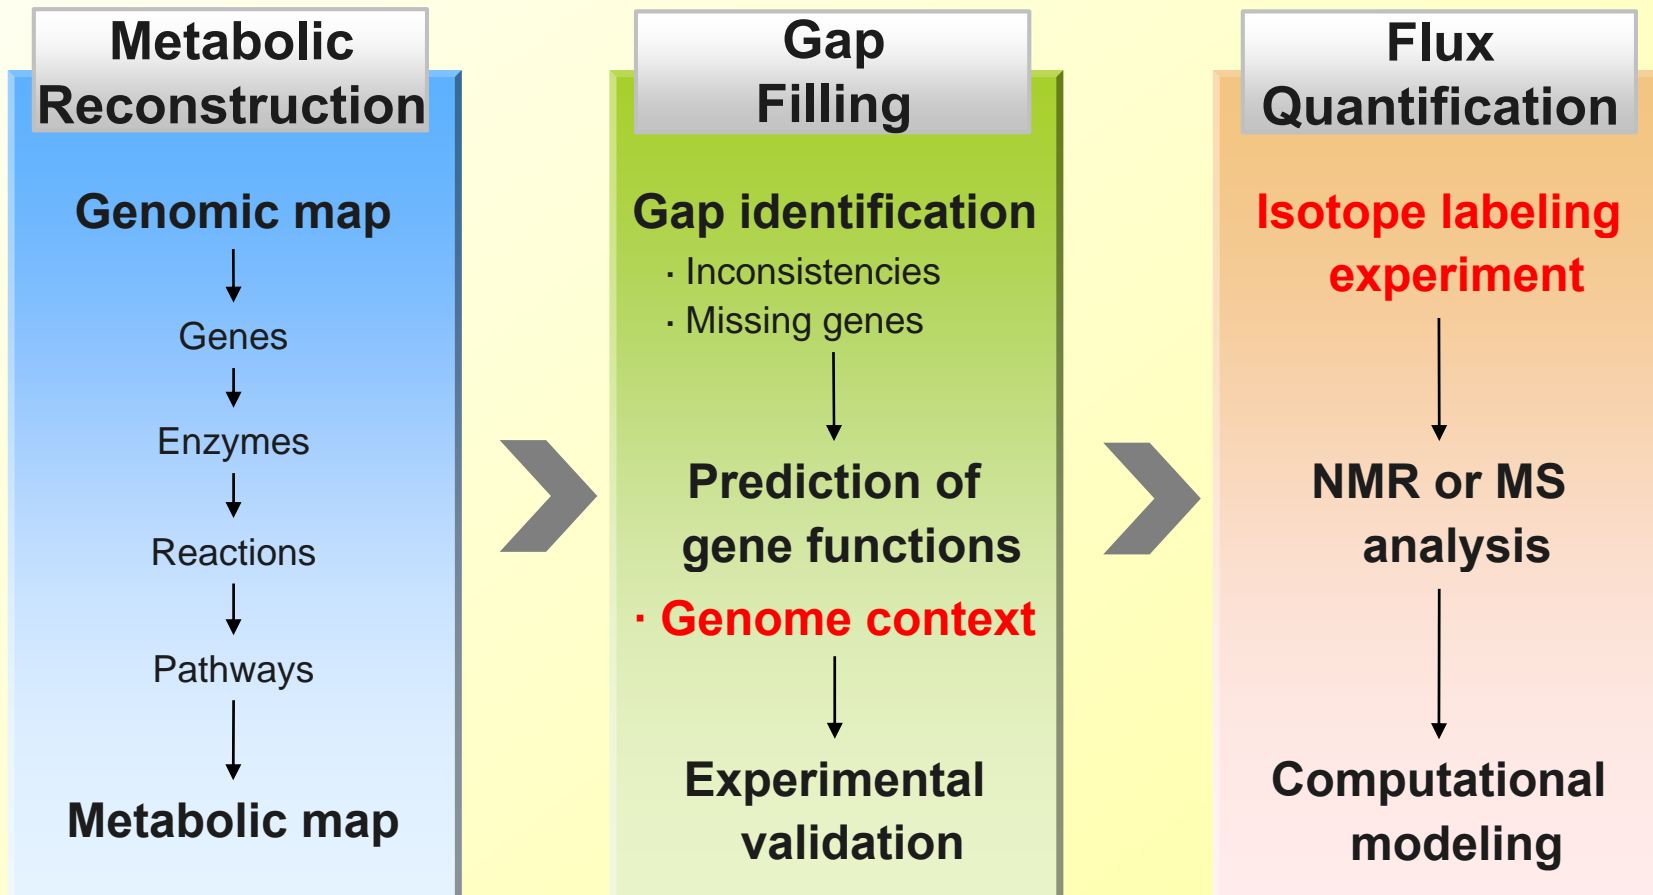 Metabolic
Reconstruction
Genomic map
Genes
Enzymes
Reactions
Pathways
Metabolic map
Gap
Filling
Gap identification
· Inconsistencies
· Missing genes
Prediction of
gene functions
· Genome context
Experimental
validation
Flux
Quantification
Isotope labeling
experiment
NMR or MS
analysis
Computational
modeling